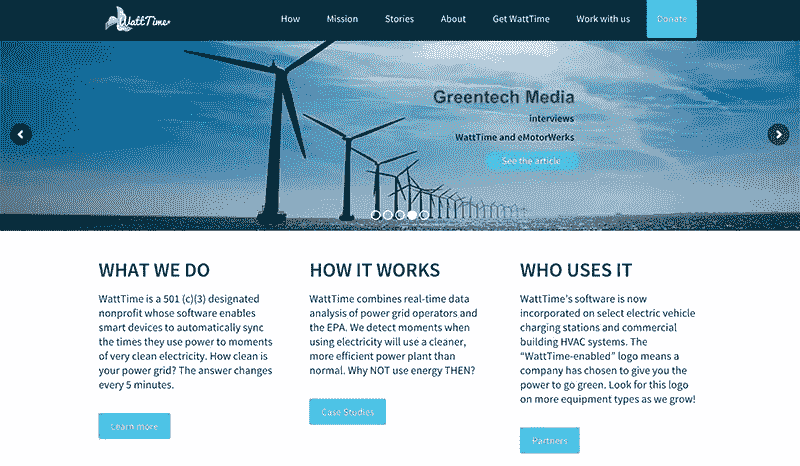 WattTime
How Mission Stories About Get WattTime Work with us Donate
Greentech Media
interviews
WattTime and eMotorWerks
See the article
WHAT WE DO
WattTime is a 501 (c)(3) designated
nonprofit whose software enables
smart devices to automatically sync
the times they use power to moments
of very clean electricity. How clean is
your power grid? The answer changes
every 5 minutes.
Learn more
HOW IT WORKS
WattTime combines real-time data
analysis of power grid operators and
the EPA. We detect moments when
using electricity will use a cleaner,
more efficient power plant than
normal. Why NOT use energy THEN?
Case Studies
WHO USES IT
WattTime's software is now
incorporated on select electric vehicle
charging stations and commercial
building HVAC systems. The
“WattTime-enabled” logo means a
company has chosen to give you the
power to go green. Look for this logo
on more equipment types as we grow!
Partners